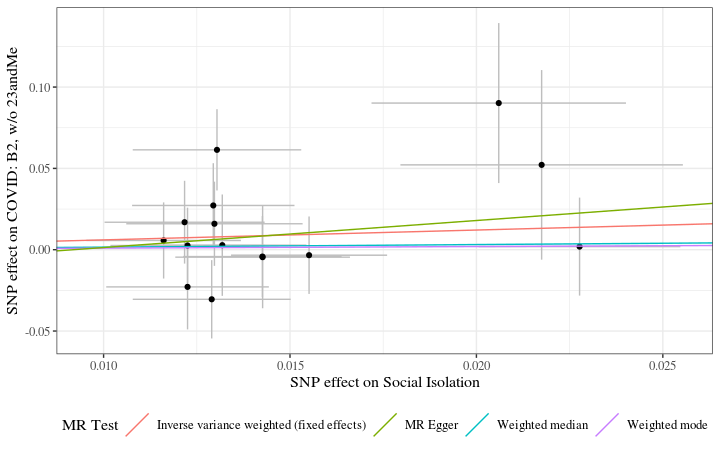 SNP effect on COVID: B2, w/o 23andMe
0.10
0.05
0.00
-0.05
0.010
0.015
0.020
0.025
SNP effect on Social Isolation
MR Test
Inverse variance weighted (fixed effects)
MR Egger
Weighted median
Weighted mode